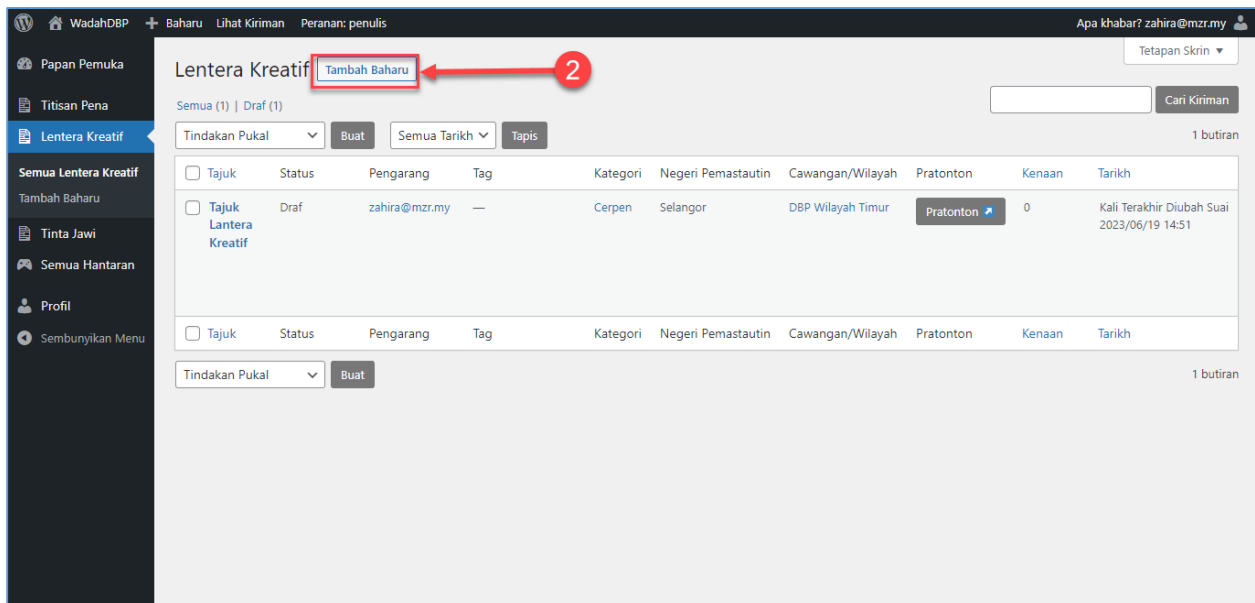 WadahDBP + Baharu Lihat Kiriman Peranan: penulis Apa khabar? zahira@mzr.my
Tetapan Skrin ▼
Papan Pemuka
Titisan Pena
Lentera Kreatif
Semua Lentera Kreatif
Tambah Baharu
Tinta Jawi
Semua Hantaran
Profil
Sembunyikan Menu
Lentera Kreatif Tambah Baharu 2
Semua (1) | Draf (1)
Cari Kiriman
Tindakan Pukal Buat Semua Tarikh Tapis 1 butiran
Tajuk Status Pengarang Tag Kategori Negeri Pemastautin Cawangan/Wilayah Pratonton Kenaan Tarikh
Tajuk Lantera Kreatif Draf zahira@mzr.my — Cerpen Selangor DBP Wilayah Timur Pratonton 0 Kali Terakhir Diubah Suai 2023/06/19 14:51
Tajuk Status Pengarang Tag Kategori Negeri Pemastautin Cawangan/Wilayah Pratonton Kenaan Tarikh
Tindakan Pukal Buat 1 butiran